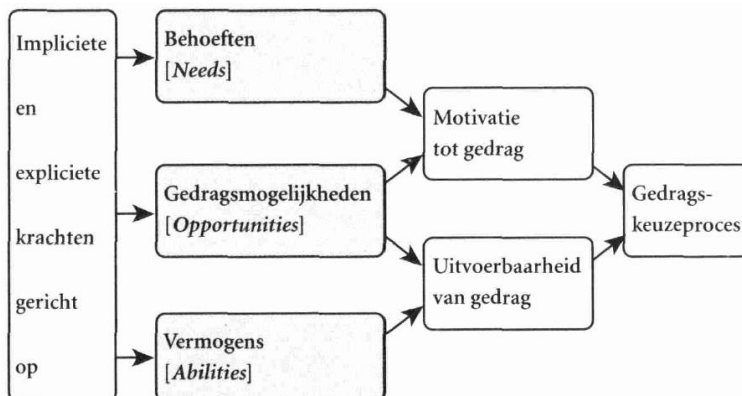 Impliciete
en
expliciete
krachten
gericht
op
Behoeften
[Needs]
Gedragsmogelijkheden
[Opportunities]
Vermogens
[Abilities]
Motivatie
tot gedrag
Uitvoerbaarheid
van gedrag
Gedrags-
keuzeproces